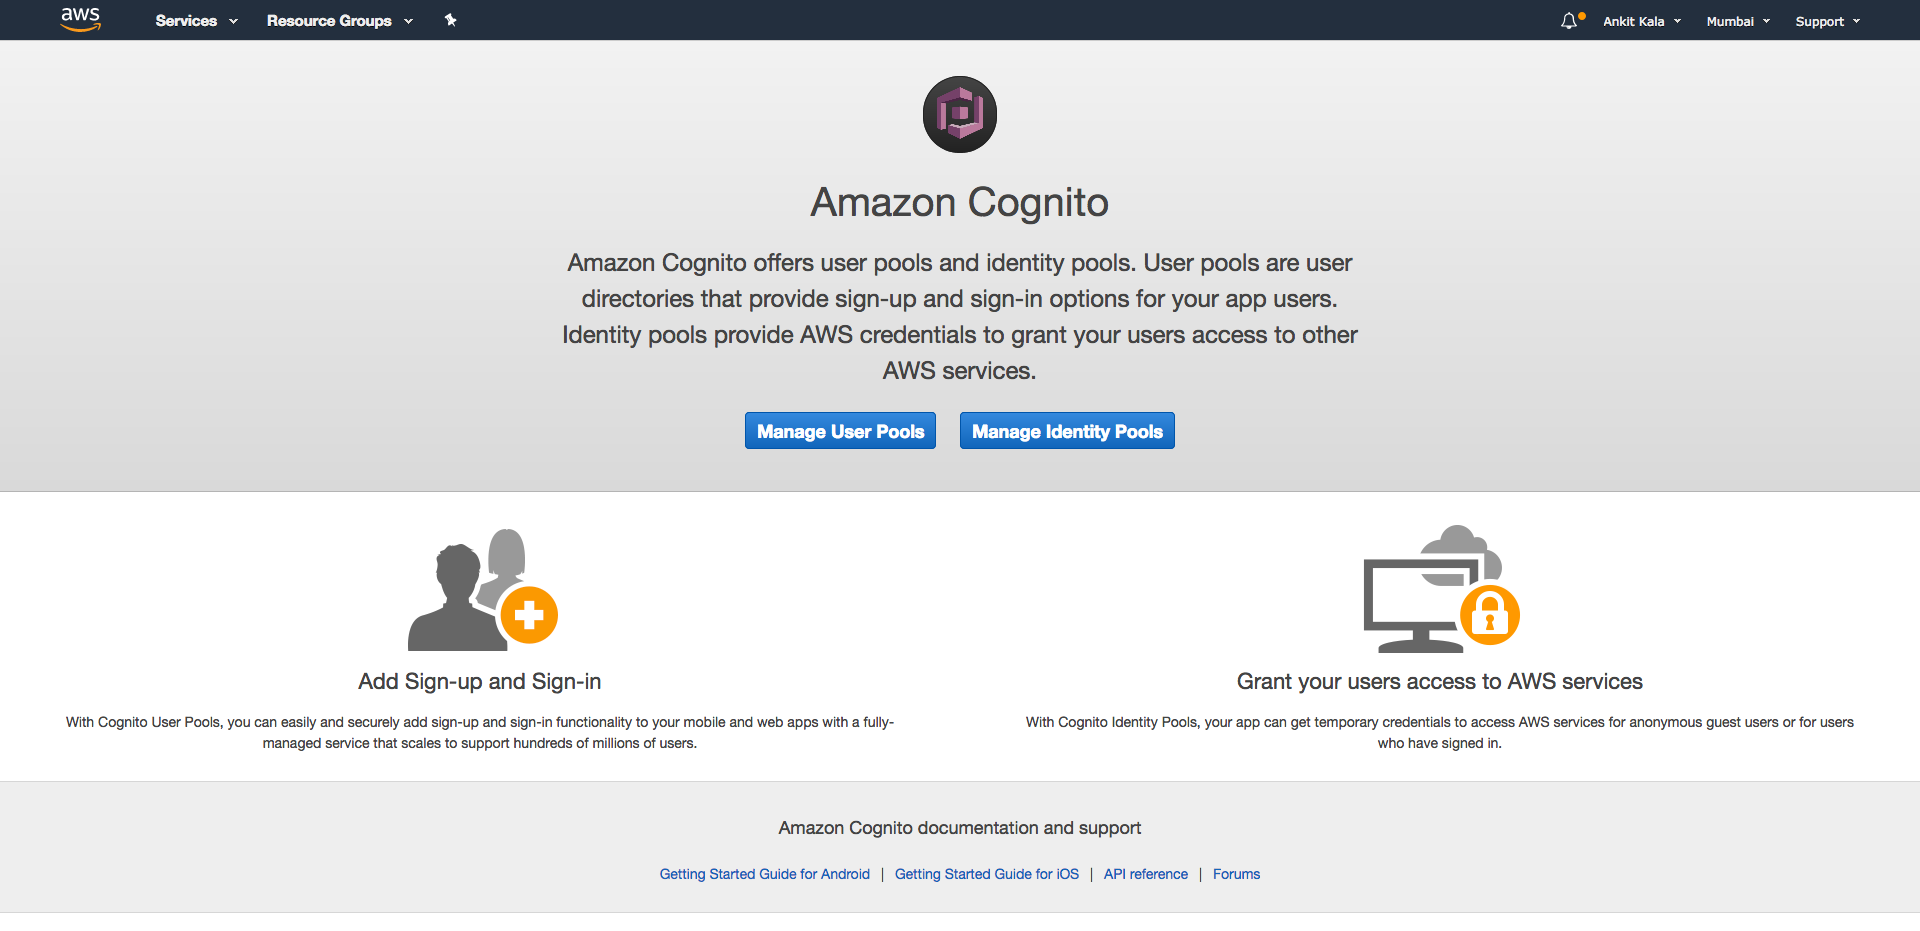 aws Services Resource Groups Ankit Kala Mumbai Support
Amazon Cognito
Amazon Cognito offers user pools and identity pools. User pools are user
directories that provide sign-up and sign-in options for your app users.
Identity pools provide AWS credentials to grant your users access to other
AWS services.
Manage User Pools Manage Identity Pools
Add Sign-up and Sign-in
With Cognito User Pools, you can easily and securely add sign-up and sign-in functionality to your mobile and web apps with a fully-
managed service that scales to support hundreds of millions of users.
Grant your users access to AWS services
With Cognito Identity Pools, your app can get temporary credentials to access AWS services for anonymous guest users or for users
who have signed in.
Amazon Cognito documentation and support
Getting Started Guide for Android | Getting Started Guide for iOS | API reference | Forums